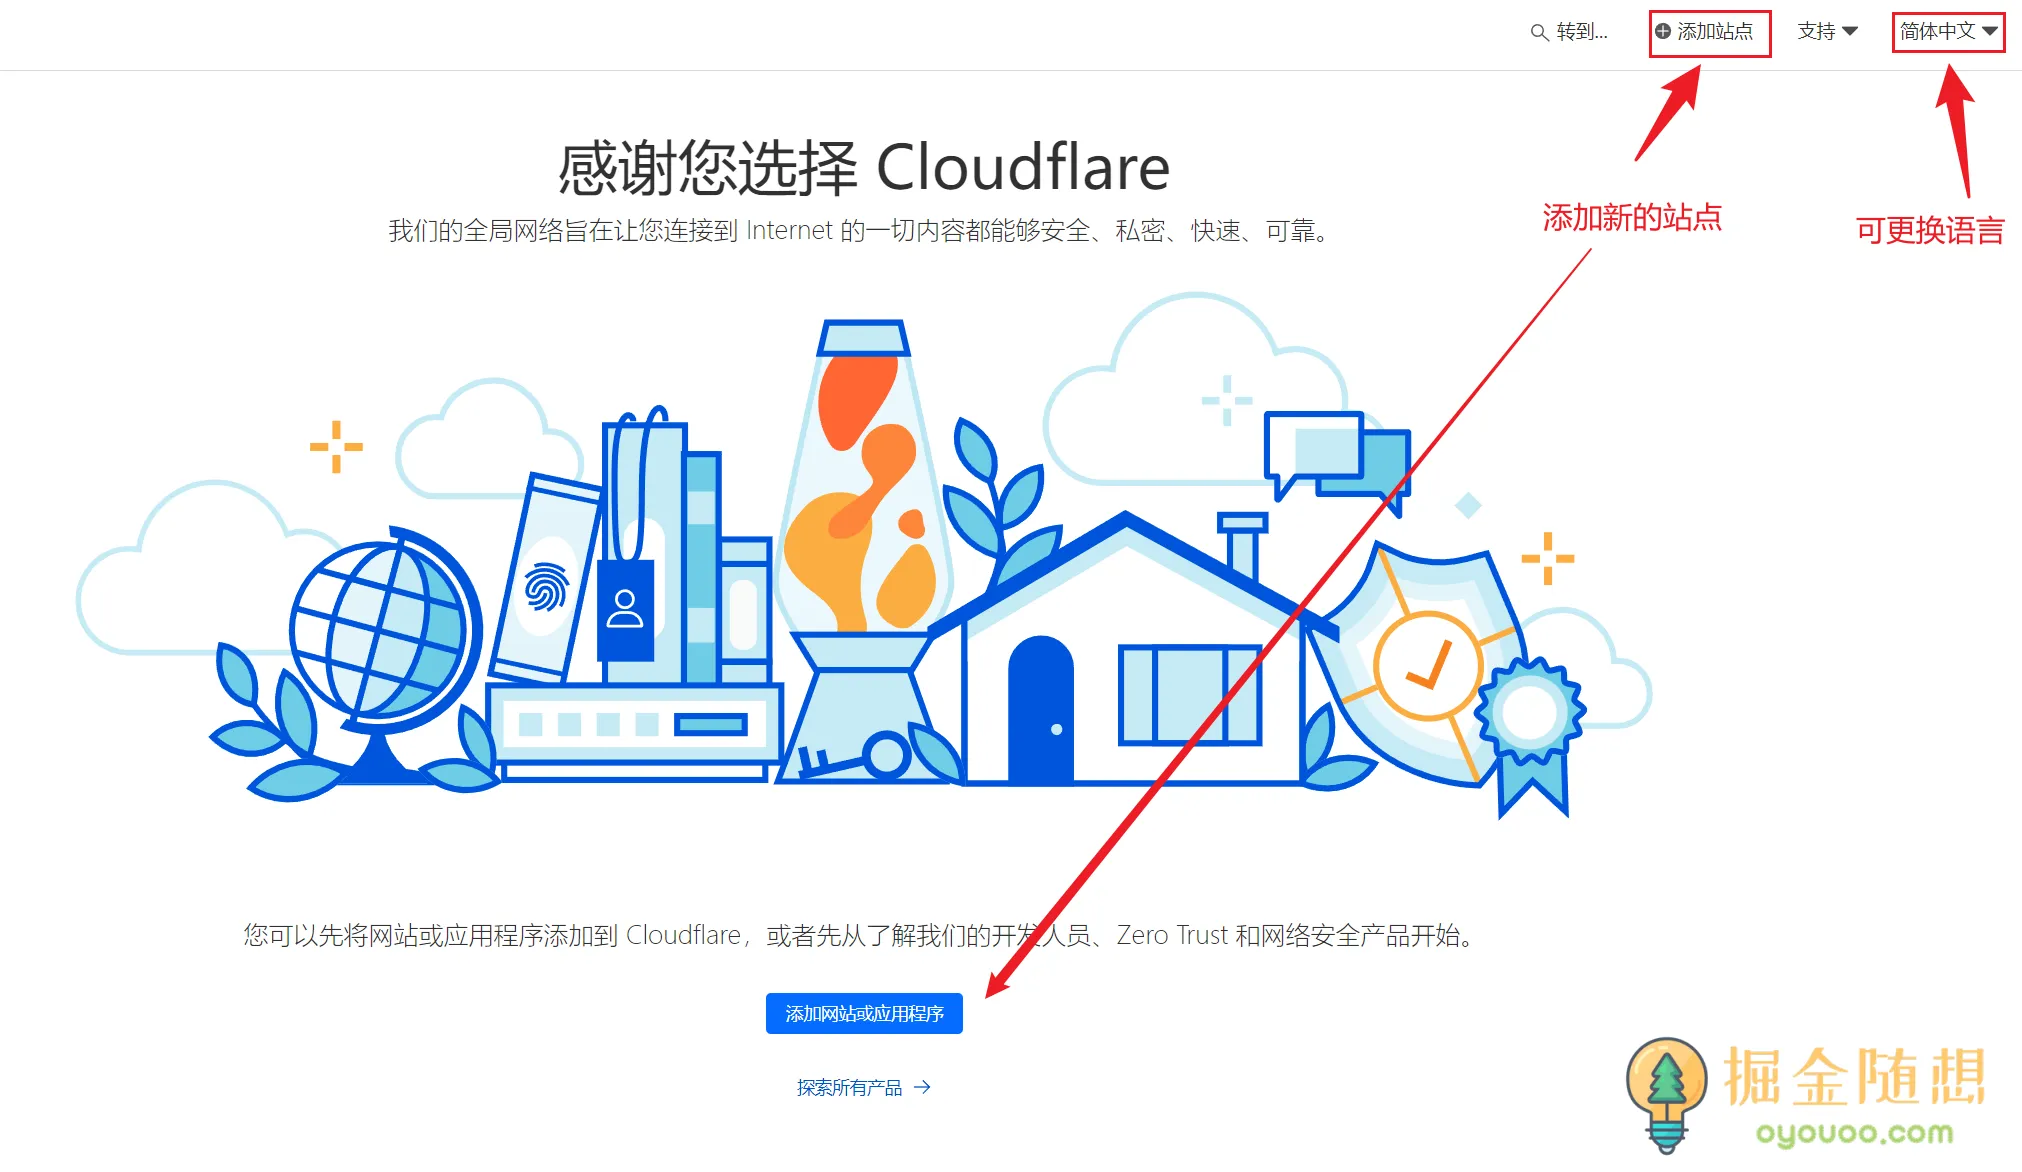 转到...
添加站点
支持
简体中文
感谢您选择 Cloudflare
我们的全局网络旨在让您连接到 Internet 的一切内容都能够安全、私密、快速、可靠。
添加新的站点
可更换语言
您可以先将网站或应用程序添加到 Cloudflare，或者先从了解我们的开发人员、Zero Trust 和网络安全产品开始。
添加网站或应用程序
探索所有产品 →
掘金随想
oyouoo.com